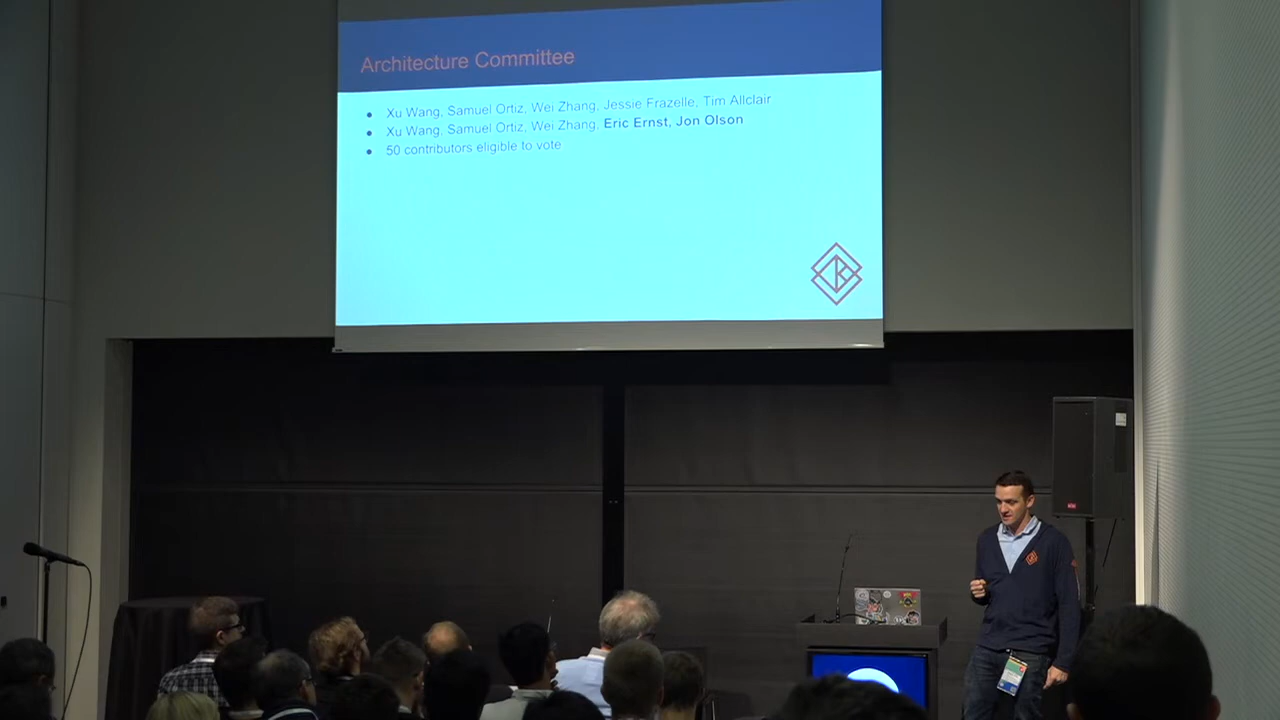 Architecture Committee
Xu Wang, Samuel Ortiz, Wei Zhang, Jessie Frazelle, Tim Allclair
Xu Wang, Samuel Ortiz, Wei Zhang, Eric Ernst, Jon Olson
50 contributors eligible to vote